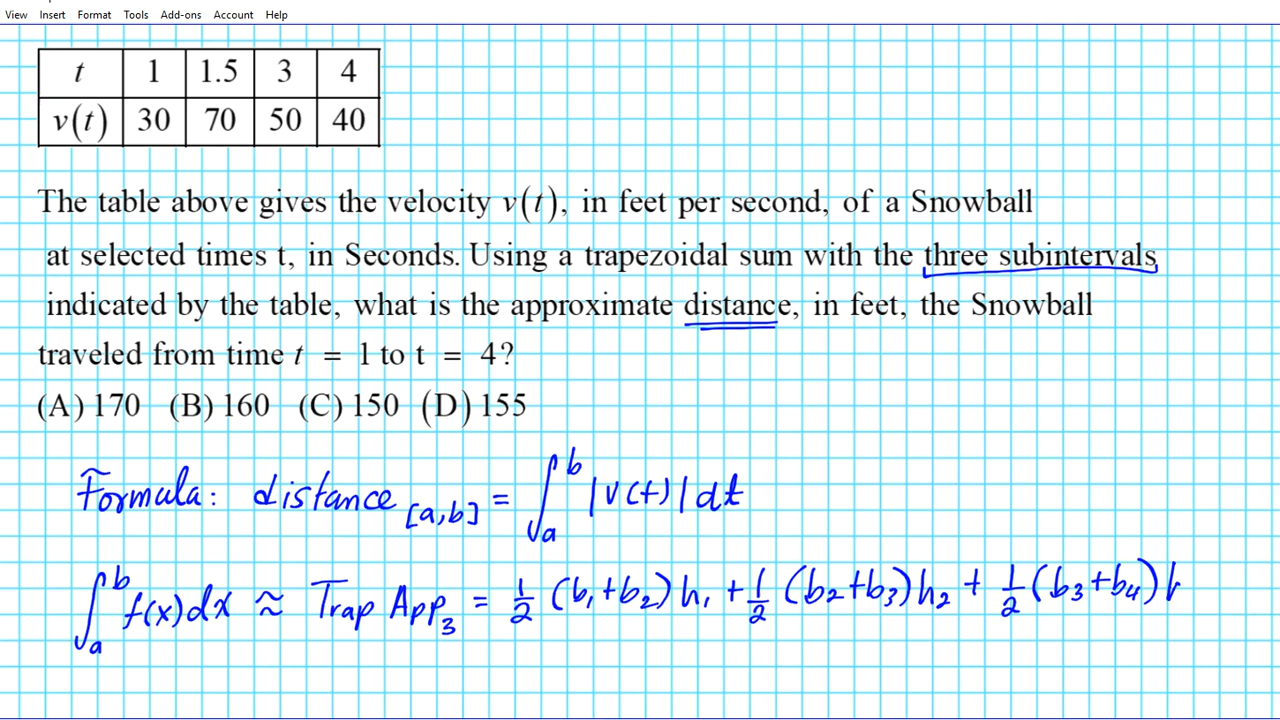 View Insert Format Tools Add-ons Account Help
t 1 1.5 3 4
v(t) 30 70 50 40
The table above gives the velocity v(t), in feet per second, of a Snowball
at selected times t, in Seconds. Using a trapezoidal sum with the three subintervals
indicated by the table, what is the approximate distance, in feet, the Snowball
traveled from time t = 1 to t = 4?
(A) 170 (B) 160 (C) 150 (D) 155
Formula: distance [a,b] = ∫_a^b |v(t)| dt
∫_a^b f(x)dx ≈ Trap App₃ = ½ (b₁+b₂) h₁ + ½ (b₂+b₃) h₂ + ½ (b₃+b₄)